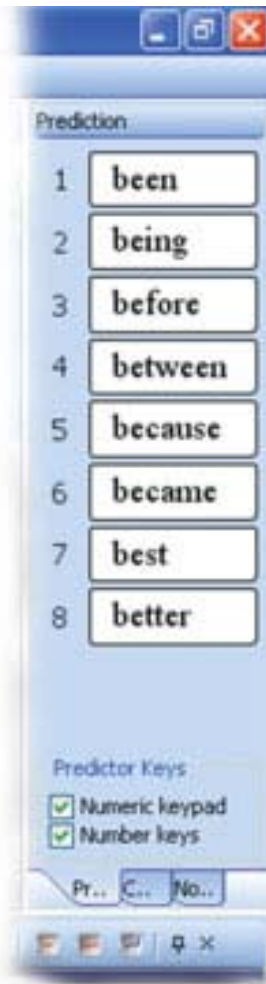 Prediction
1 been
2 being
3 before
4 between
5 because
6 became
7 best
8 better
Predictor Keys
Numeric keypad
Number keys
Pr.. C.. No..